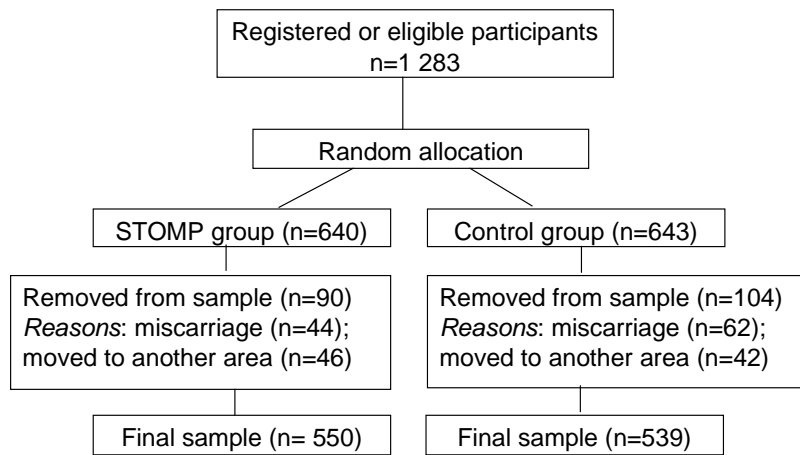 Registered or eligible participants
n=1 283
Random allocation
STOMP group (n=640)
Control group (n=643)
Removed from sample (n=90)
Reasons: miscarriage (n=44);
moved to another area (n=46)
Removed from sample (n=104)
Reasons: miscarriage (n=62);
moved to another area (n=42)
Final sample (n= 550)
Final sample (n=539)